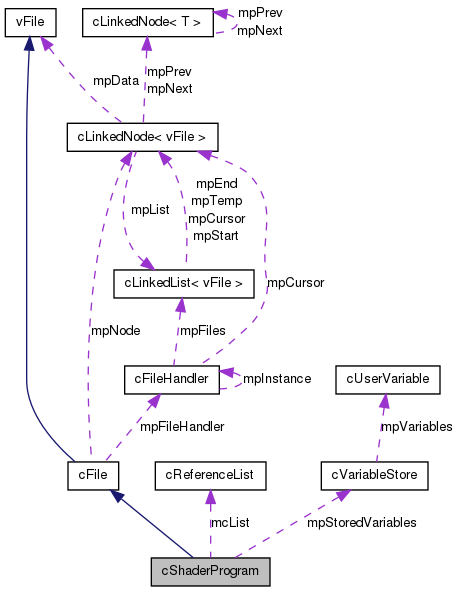 vFile
cLinkedNode< T >
mpPrev
mpNext
mpData
mpPrev
mpNext
cLinkedNode< vFile >
mpList
mpEnd
mpTemp
mpCursor
mpStart
cLinkedList< vFile >
mpCursor
mpNode
mpFiles
cFileHandler
mpInstance
cUserVariable
mpFileHandler
mpVariables
cFile
cReferenceList
cVariableStore
mcList
mpStoredVariables
cShaderProgram